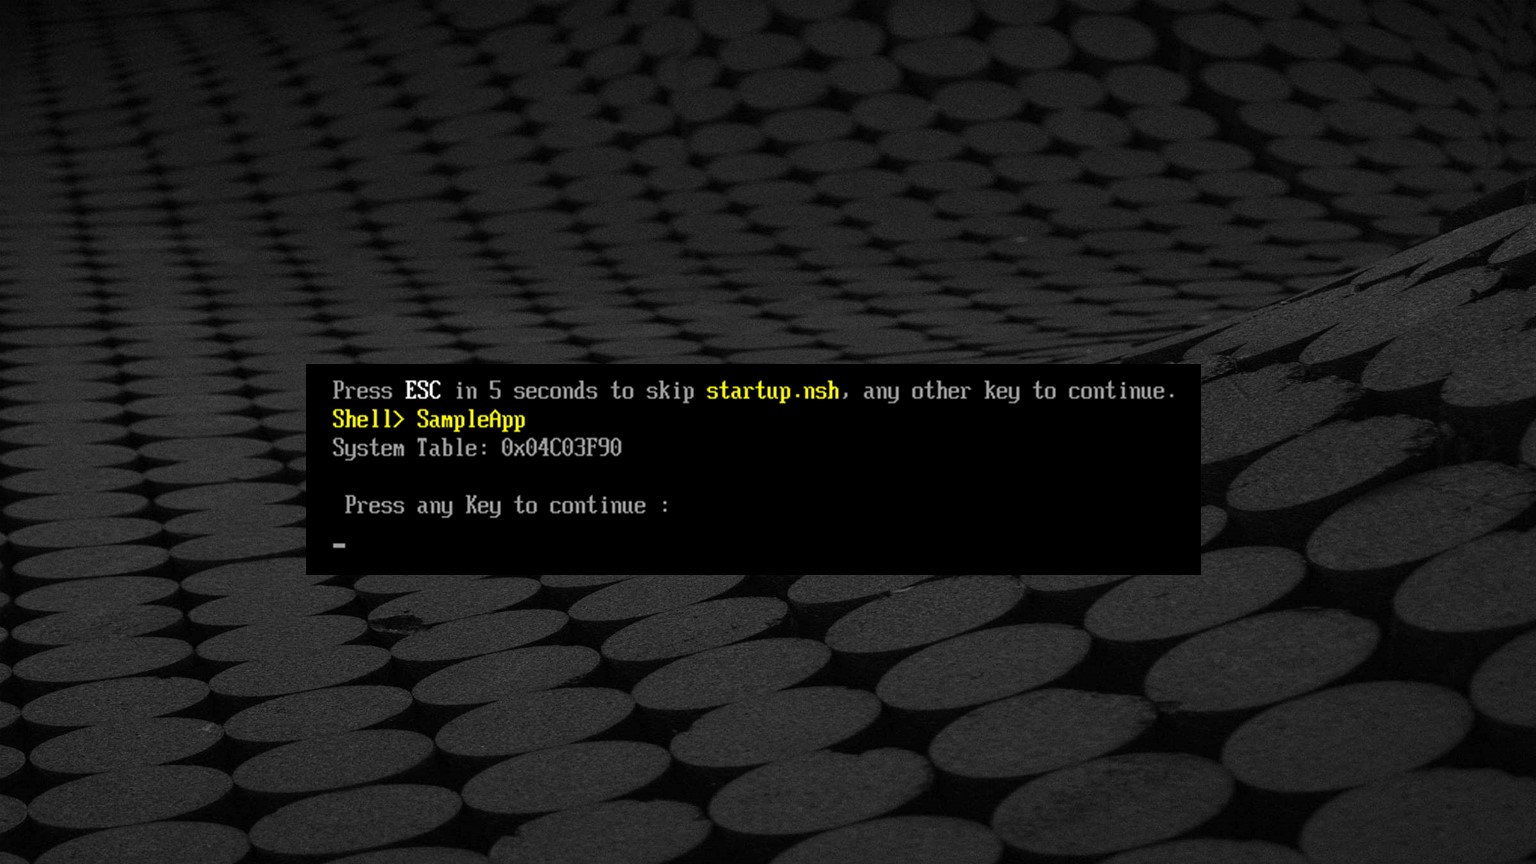 Press ESC in 5 seconds to skip startup.nsh, any other key to continue.
Shell> SampleApp
System Table: 0x04C03F90
Press any Key to continue :